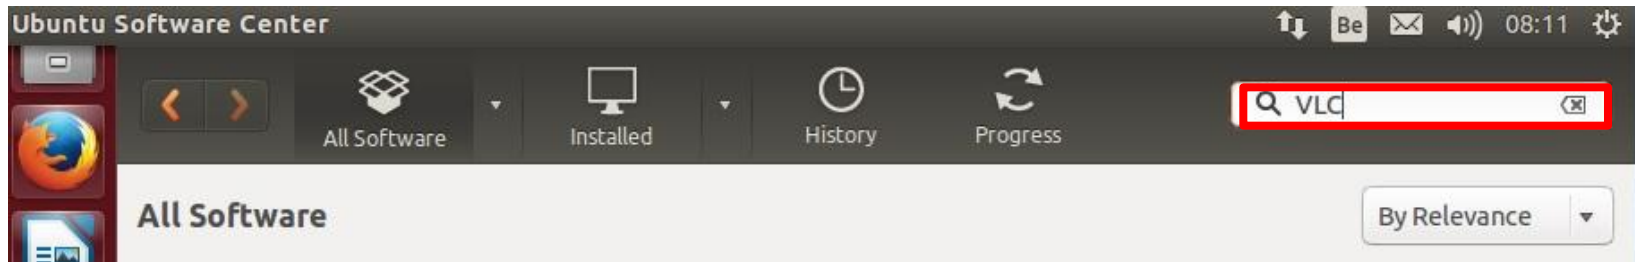 Ubuntu Software Center Be 08:11
All Software Installed History Progress VLC
All Software By Relevance